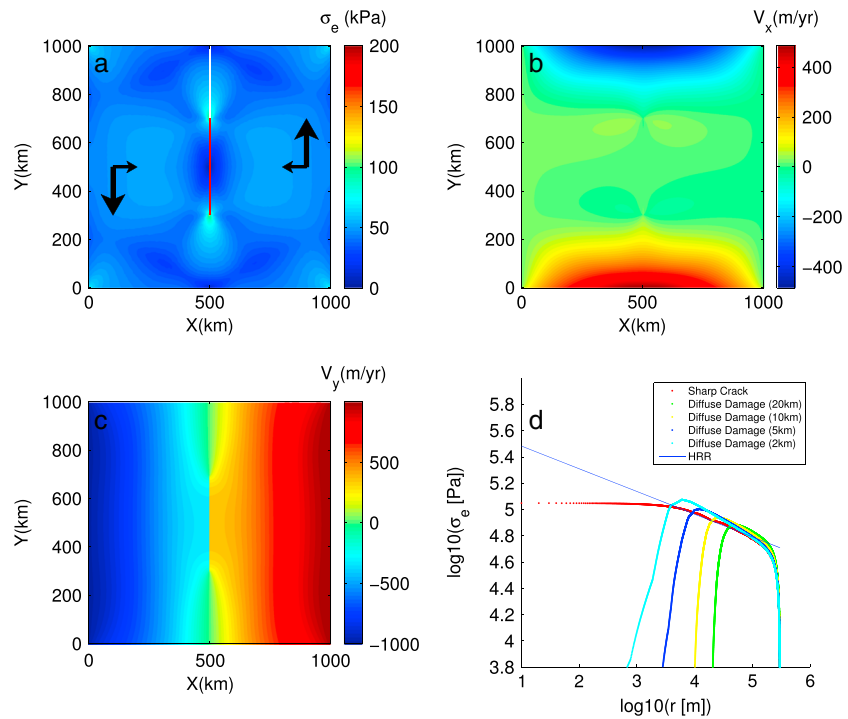 σe (kPa)
a
1000
800
600
400
200
0
Y(km)
0
500
1000
X(km)
200
150
100
50
0
Vx(m/yr)
b
1000
800
600
400
200
0
Y(km)
0
500
1000
X(km)
400
200
0
−200
−400
Vy(m/yr)
c
1000
800
600
400
200
0
Y(km)
0
500
1000
X(km)
500
0
−500
−1000
d
Sharp Crack
Diffuse Damage (20km)
Diffuse Damage (10km)
Diffuse Damage (5km)
Diffuse Damage (2km)
HRR
5.8
5.6
5.4
5.2
5
4.8
4.6
4.4
4.2
4
3.8
log10(σe [Pa])
1
2
3
4
5
6
log10(r [m])